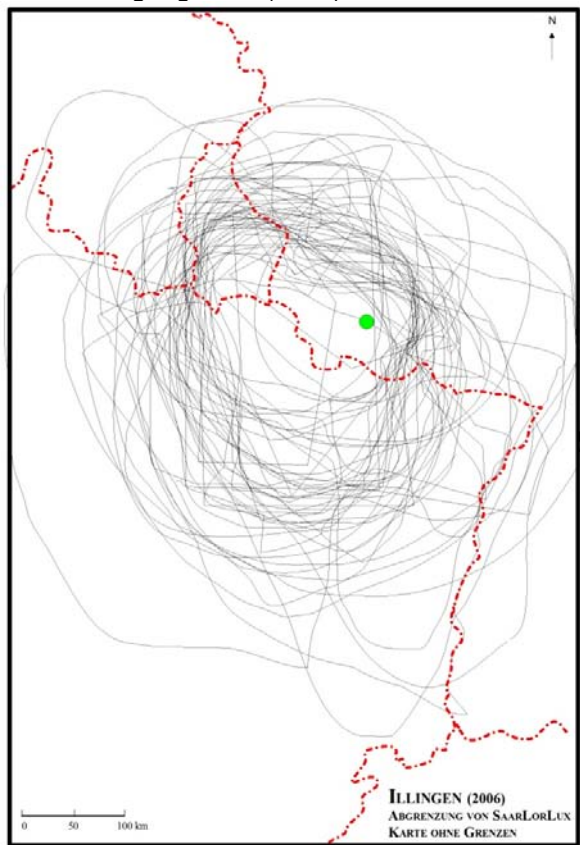 N
ILLINGEN (2006)
ABGRENZUNG VON SAARLORLUX
KARTE OHNE GRENZEN
0 50 100 km